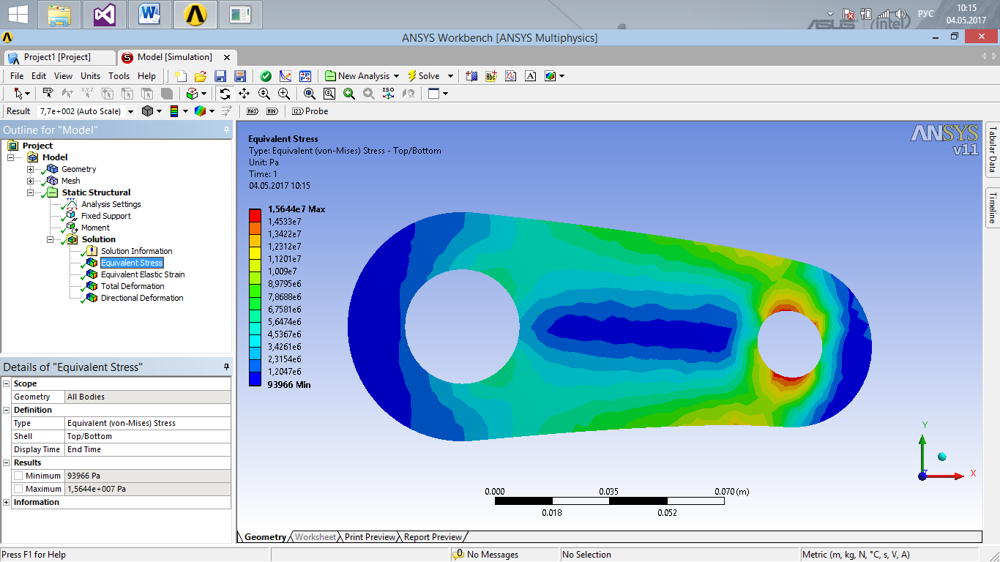 ASUS
intel
РУС
10:15
04.05.2017
ANSYS Workbench [ANSYS Multiphysics]
Project1 [Project]
Model [Simulation]
File Edit View Units Tools Help
New Analysis
Solve
ISO
Result 7,7e+002 (Auto Scale)
MAX
MIN
Probe
Outline for "Model"
Project
Model
Geometry
Mesh
Static Structural
Analysis Settings
Fixed Support
Moment
Solution
Solution Information
Equivalent Stress
Equivalent Elastic Strain
Total Deformation
Directional Deformation
Details of "Equivalent Stress"
Scope
Geometry All Bodies
Definition
Type Equivalent (von-Mises) Stress
Shell Top/Bottom
Display Time End Time
Results
Minimum 93966 Pa
Maximum 1,5644e+007 Pa
Information
Equivalent Stress
Type: Equivalent (von-Mises) Stress - Top/Bottom
Unit: Pa
Time: 1
04.05.2017 10:15
1,5644e7 Max
1,4533e7
1,3422e7
1,2312e7
1,1201e7
1,009e7
8,9795e6
7,8688e6
6,7581e6
5,6474e6
4,5367e6
3,4261e6
2,3154e6
1,2047e6
93966 Min
ANSYS
v11
Tabular Data
Timeline
Y
X
Z
0.000 0.035 0.070 (m)
0.018 0.052
Geometry Worksheet Print Preview Report Preview
Press F1 for Help
0 No Messages
No Selection
Metric (m, kg, N, °C, s, V, A)